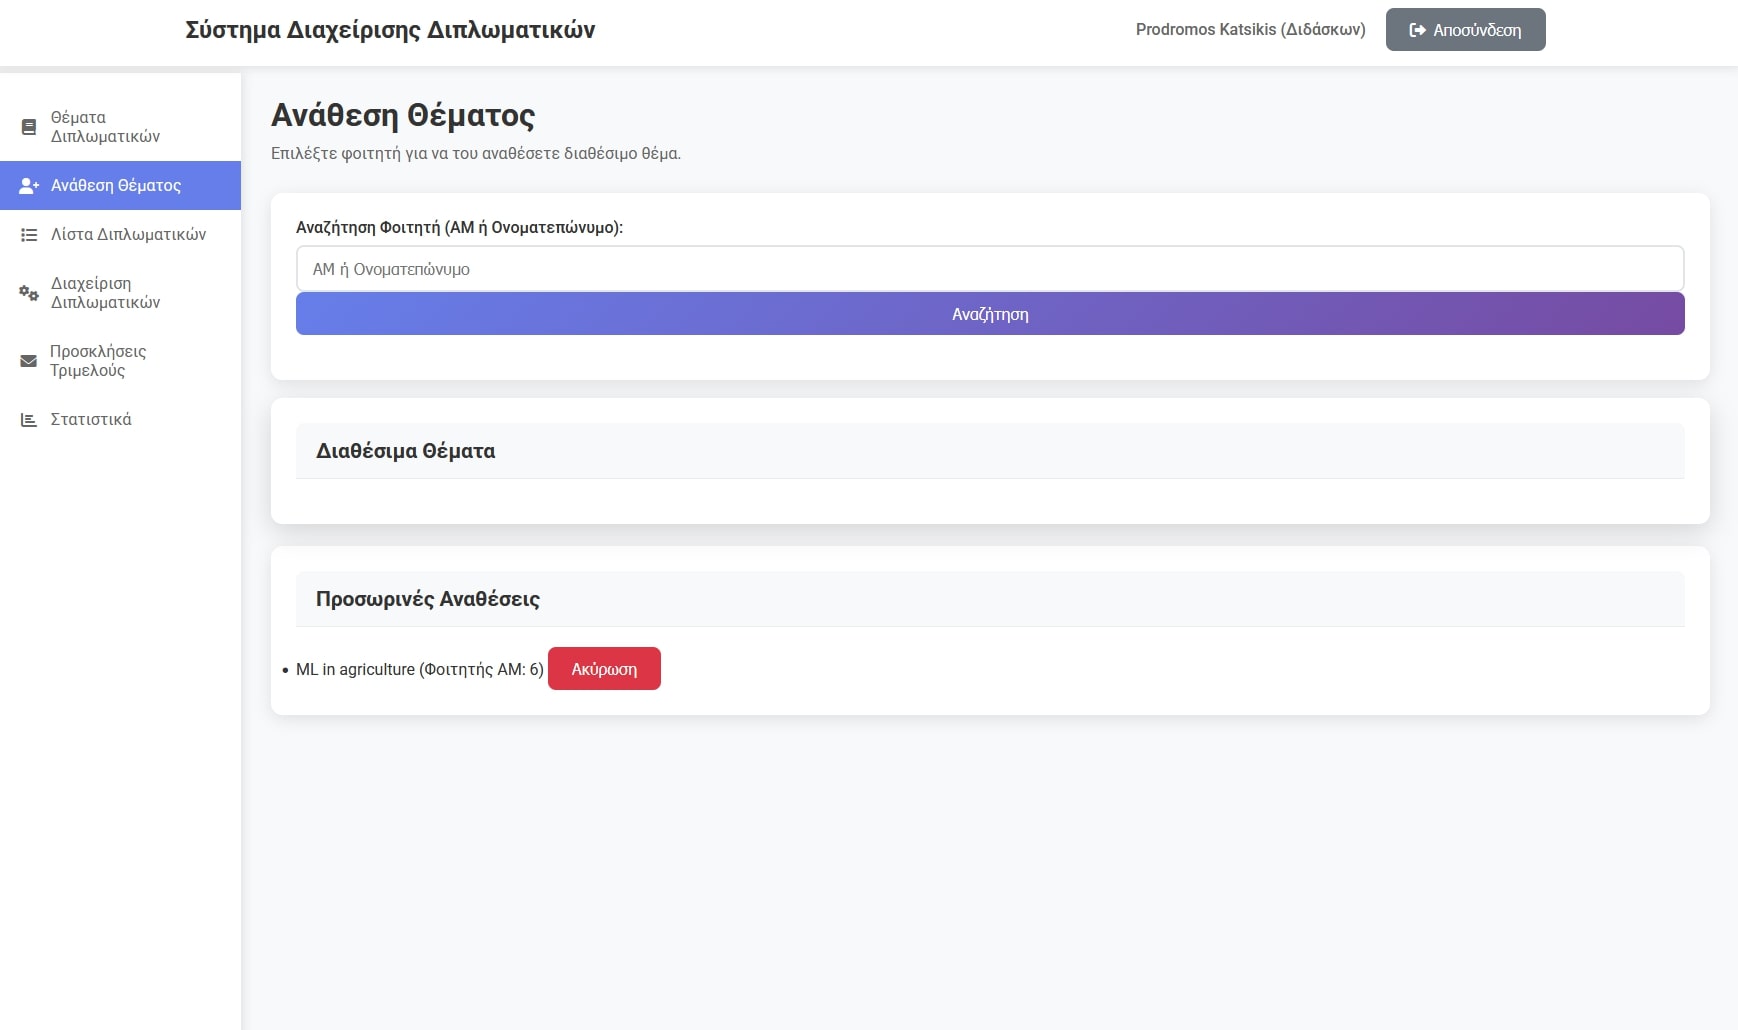 Σύστημα Διαχείρισης Διπλωματικών
Prodromos Katsikis (Διδάσκων)
Αποσύνδεση
Θέματα
Διπλωματικών
Ανάθεση Θέματος
Λίστα Διπλωματικών
Διαχείριση
Διπλωματικών
Προσκλήσεις
Τριμελούς
Στατιστικά
Ανάθεση Θέματος
Επιλέξτε φοιτητή για να του αναθέσετε διαθέσιμο θέμα.
Αναζήτηση Φοιτητή (ΑΜ ή Ονοματεπώνυμο):
ΑΜ ή Ονοματεπώνυμο
Αναζήτηση
Διαθέσιμα Θέματα
Προσωρινές Αναθέσεις
• ML in agriculture (Φοιτητής ΑΜ: 6) Ακύρωση